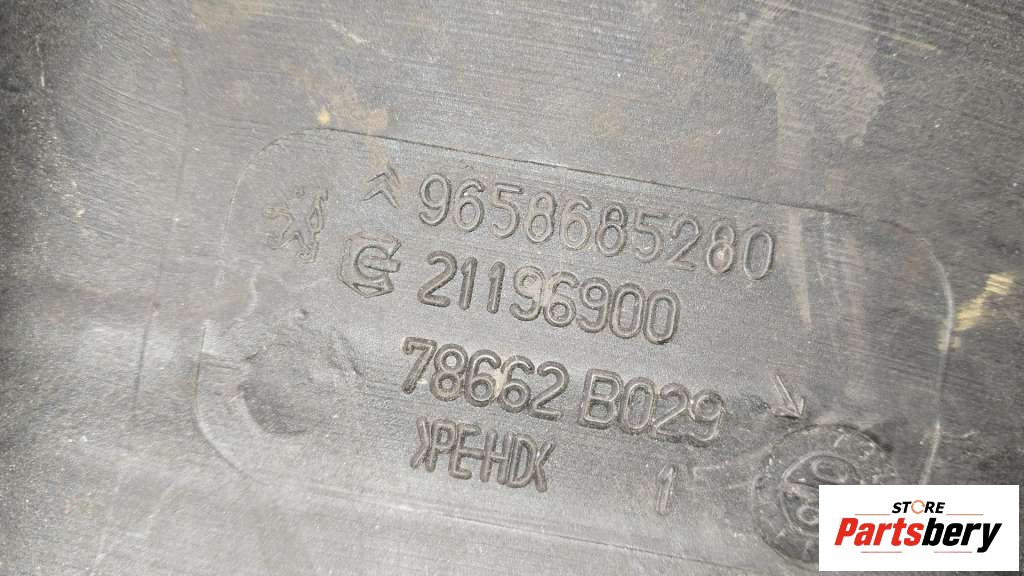 9658685280
21196900
78662 B029
>PE-HD<
1
STORE
Partsbery